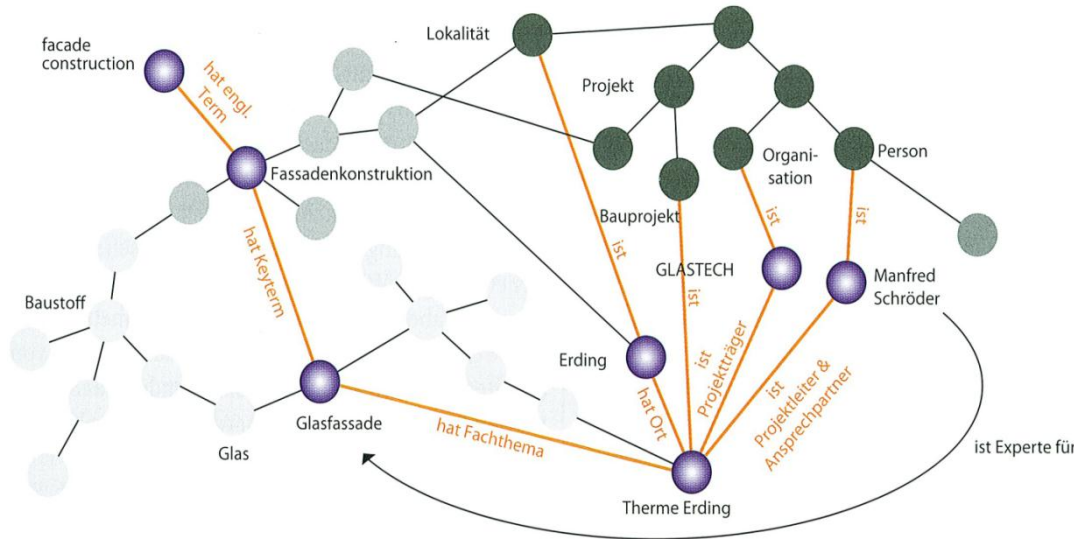 facade
construction
hat engl.
Term
Lokalität
Projekt
Fassadenkonstruktion
Organi-
sation
Person
Bauprojekt
ist
ist
ist
ist
hat Keyterm
GLASTECH
Manfred
Schröder
Baustoff
Erding
hat Ort
ist
Projektträger
ist
Projektleiter &
Ansprechpartner
Glasfassade
Glas
hat Fachthema
ist Experte für
Therme Erding